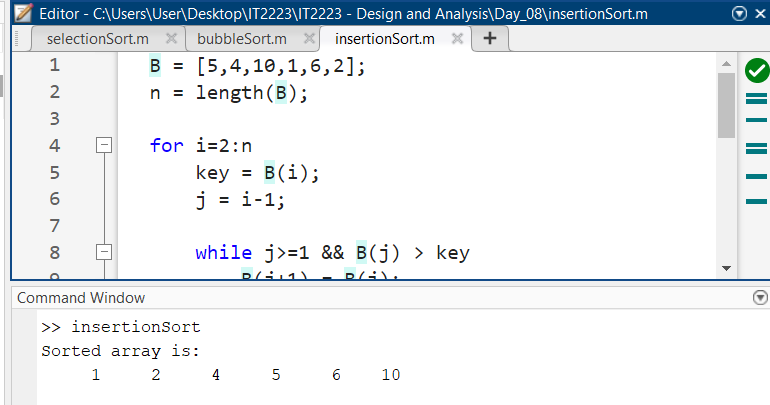 Editor - C:\Users\User\Desktop\IT2223\IT2223 - Design and Analysis\Day_08\insertionSort.m
selectionSort.m bubbleSort.m insertionSort.m
1 B = [5,4,10,1,6,2];
2 n = length(B);
3
4 for i=2:n
5 key = B(i);
6 j = i-1;
7
8 while j>=1 && B(j) > key
9 B(j+1) = B(j);
Command Window
>> insertionSort
Sorted array is:
1 2 4 5 6 10